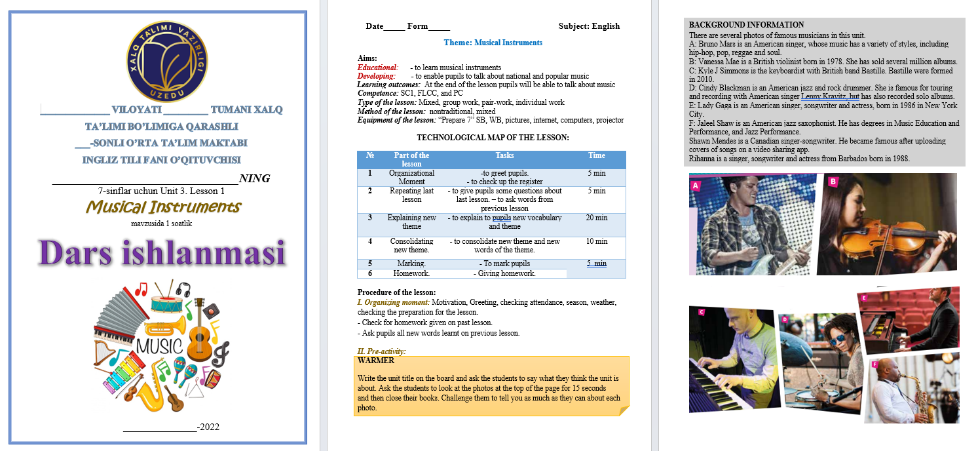 XALQ TA'LIMI VAZIRLIGI
UZEDU
____________ VILOYATI ________ TUMANI XALQ
TA'LIMI BO'LIMIGA QARASHLI
___-SONLI O'RTA TA'LIM MAKTABI
INGLIZ TILI FANI O'QITUVCHISI
______________________________NING
7-sinflar uchun Unit 3. Lesson 1
Musical Instruments
mavzusida 1 soatlik
Dars ishlanmasi
MUSIC
_______________-2022
Date_____ Form_____ Subject: English
Theme: Musical Instruments
Aims:
Educational: - to learn musical instruments
Developing: - to enable pupils to talk about national and popular music
Learning outcomes: At the end of the lesson pupils will be able to talk about music
Competence: SC1, FLCC, and PC
Type of the lesson: Mixed, group work, pair-work, individual work
Method of the lesson: nontraditional, mixed
Equipment of the lesson: "Prepare 7" SB, WB, pictures, internet, computers, projector
TECHNOLOGICAL MAP OF THE LESSON:
№ Part of the lesson Tasks Time
1 Organizational Moment -to greet pupils. - to check up the register 5 min
2 Repeating last lesson - to give pupils some questions about last lesson. – to ask words from previous lesson 5 min
3 Explaining new theme - to explain to pupils new vocabulary and theme 20 min
4 Consolidating new theme. - to consolidate new theme and new words of the theme. 10 min
5 Marking. - To mark pupils 5 min
6 Homework. - Giving homework.
Procedure of the lesson:
I. Organizing moment: Motivation, Greeting, checking attendance, season, weather,
checking the preparation for the lesson.
- Check for homework given on past lesson.
- Ask pupils all new words learnt on previous lesson.
II. Pre-activity:
WARMER
Write the unit title on the board and ask the students to say what they think the unit is
about. Ask the students to look at the photos at the top of the page for 15 seconds
and then close their books. Challenge them to tell you as much as they can about each
photo.
BACKGROUND INFORMATION
There are several photos of famous musicians in this unit.
A: Bruno Mars is an American singer, whose music has a variety of styles, including
hip-hop, pop, reggae and soul.
B: Vanessa Mae is a British violinist born in 1978. She has sold several million albums.
C: Kyle J Simmons is the keyboardist with British band Bastille. Bastille were formed
in 2010.
D: Cindy Blackman is an American jazz and rock drummer. She is famous for touring
and recording with American singer Lenny Kravitz, but has also recorded solo albums.
E: Lady Gaga is an American singer, songwriter and actress, born in 1986 in New York
City.
F: Jaleel Shaw is an American jazz saxophonist. He has degrees in Music Education and
Performance, and Jazz Performance.
Shawn Mendes is a Canadian singer-songwriter. He became famous after uploading
covers of songs on a video sharing app.
Rihanna is a singer, songwriter and actress from Barbados born in 1988.
A
B
C
D
E
F